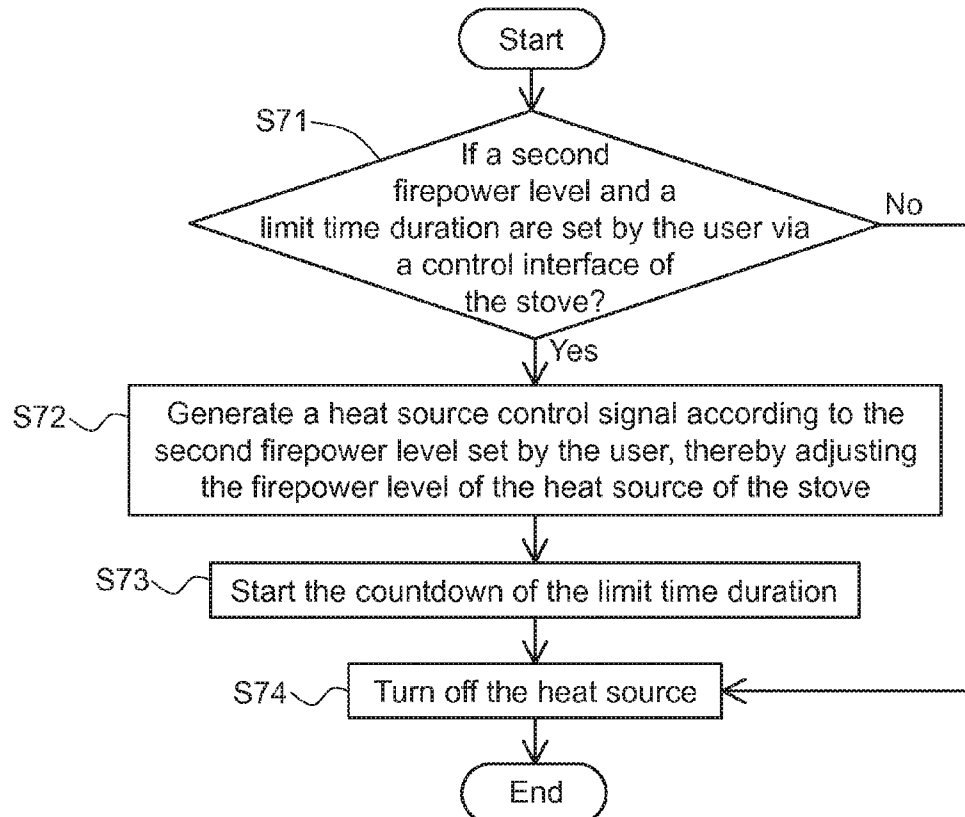 Start
S71
If a second
firepower level and a
limit time duration are set by the user via
a control interface of
the stove?
No
Yes
S72
Generate a heat source control signal according to the
second firepower level set by the user, thereby adjusting
the firepower level of the heat source of the stove
S73
Start the countdown of the limit time duration
S74
Turn off the heat source
End